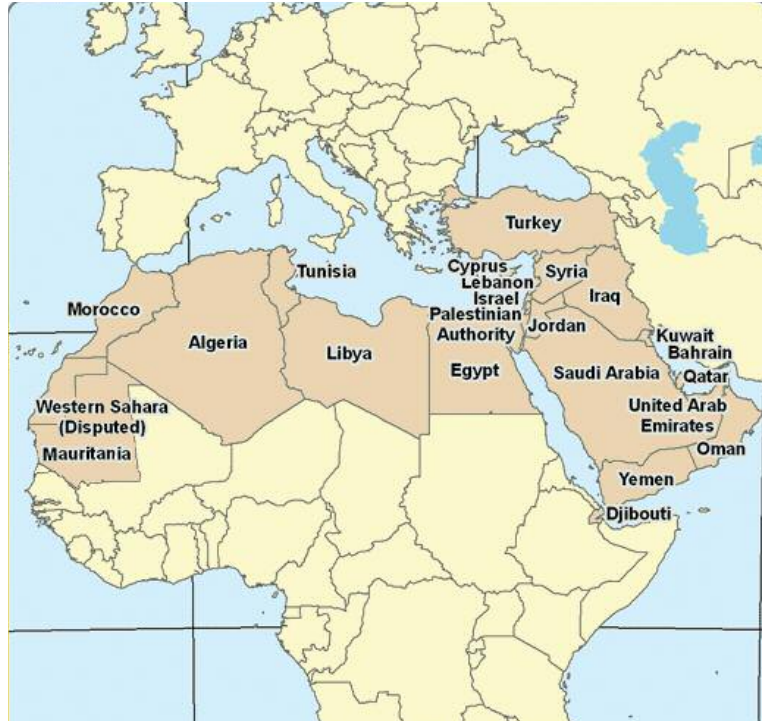 Turkey
Cyprus
Lebanon
Syria
Israel
Iraq
Tunisia
Morocco
Palestinian
Authority
Jordan
Kuwait
Bahrain
Algeria
Libya
Egypt
Saudi Arabia
Qatar
United Arab
Emirates
Western Sahara
(Disputed)
Mauritania
Oman
Yemen
Djibouti